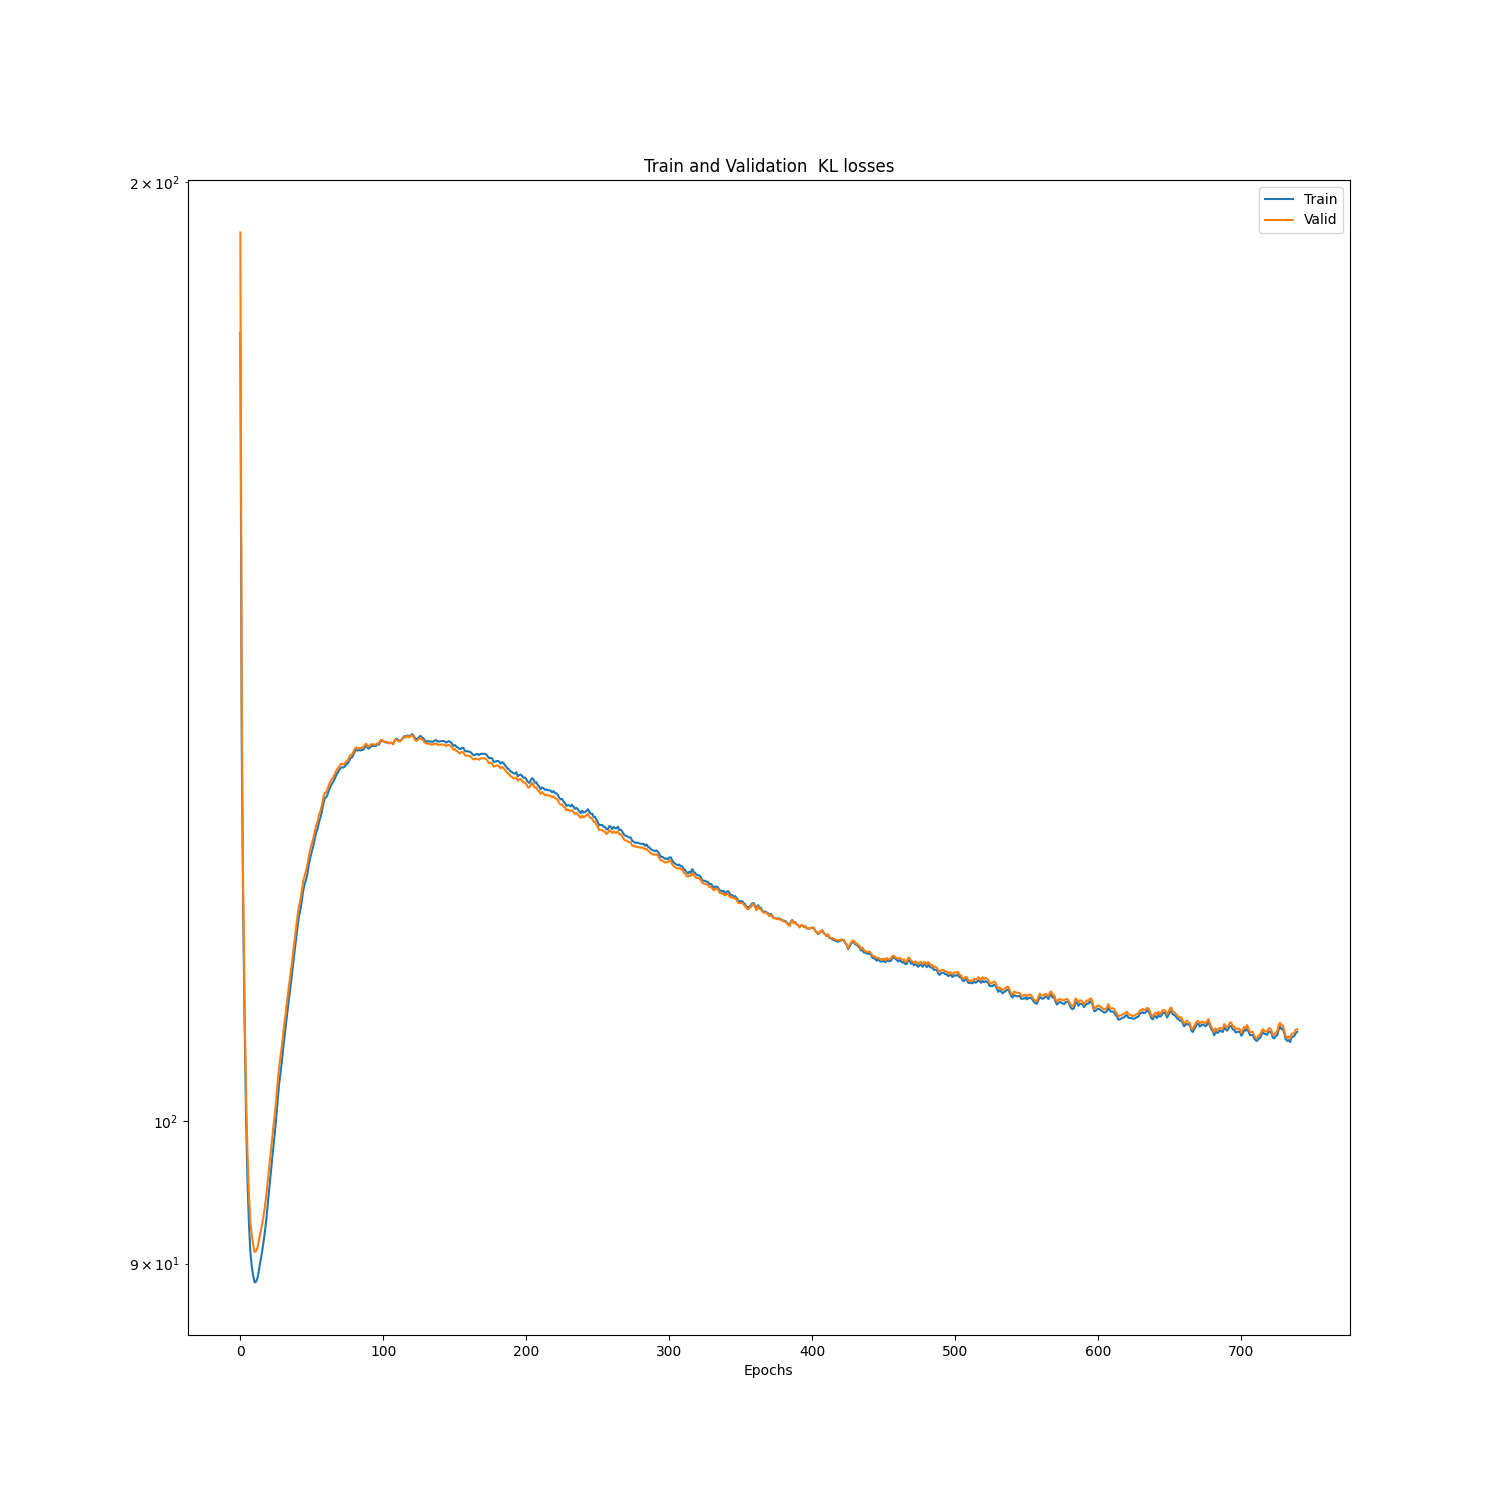 Train and Validation  KL losses
2 × 10²
Train
Valid
10²
9 × 10¹
0 100 200 300 400 500 600 700
Epochs